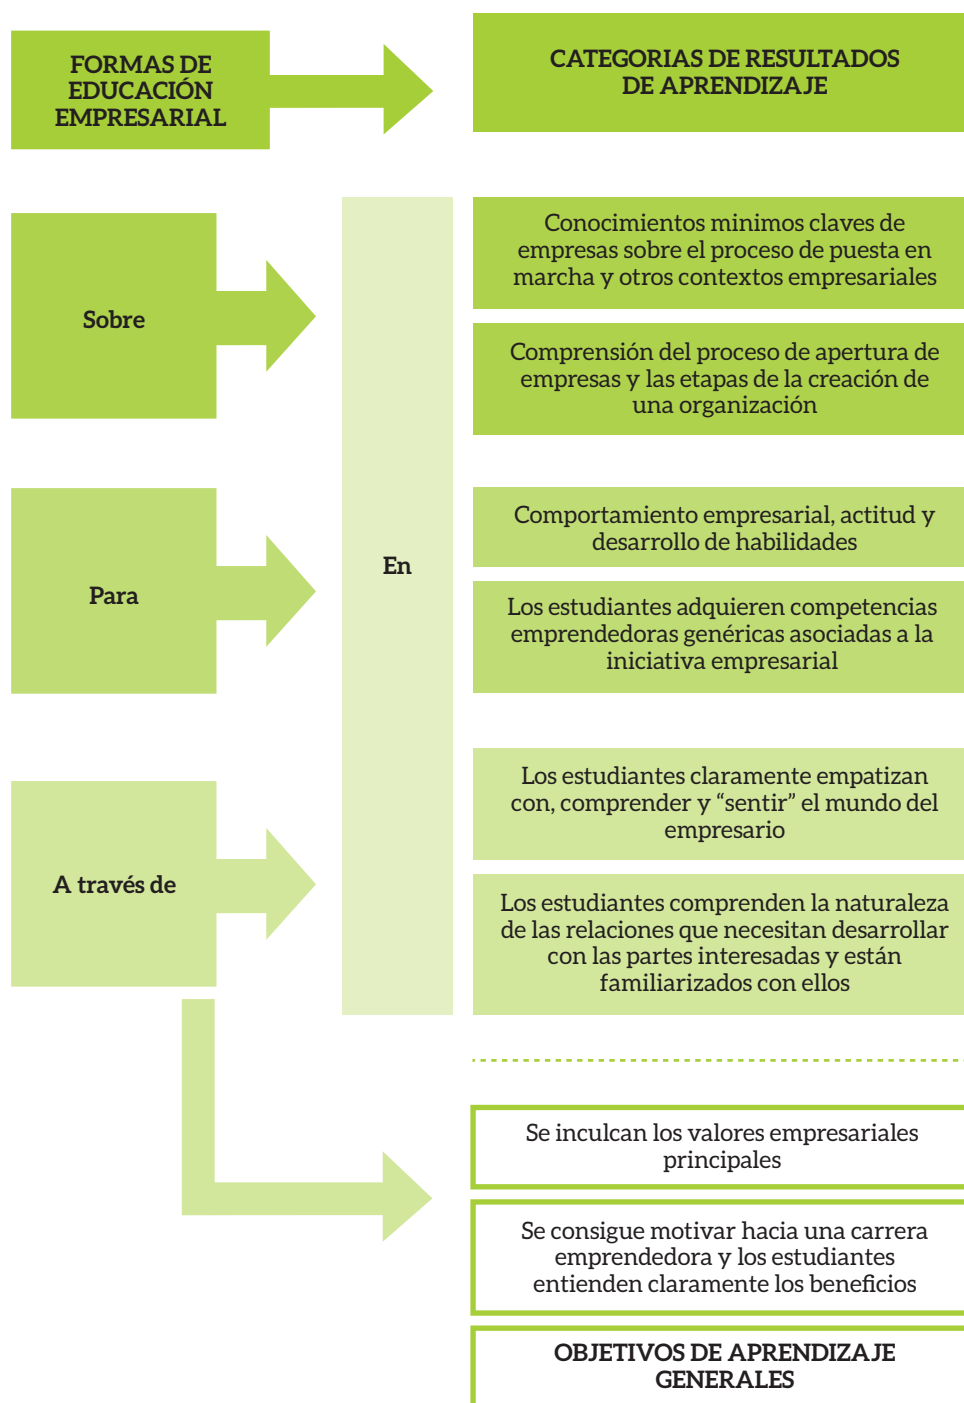 FORMAS DE
EDUCACIÓN
EMPRESARIAL
CATEGORIAS DE RESULTADOS
DE APRENDIZAJE
Sobre
En
Conocimientos minimos claves de
empresas sobre el proceso de puesta en
marcha y otros contextos empresariales
Comprensión del proceso de apertura de
empresas y las etapas de la creación de
una organización
Para
Comportamiento empresarial, actitud y
desarrollo de habilidades
Los estudiantes adquieren competencias
emprendedoras genéricas asociadas a la
iniciativa empresarial
A través de
Los estudiantes claramente empatizan
con, comprender y “sentir” el mundo del
empresario
Los estudiantes comprenden la naturaleza
de las relaciones que necesitan desarrollar
con las partes interesadas y están
familiarizados con ellos
Se inculcan los valores empresariales
principales
Se consigue motivar hacia una carrera
emprendedora y los estudiantes
entienden claramente los beneficios
OBJETIVOS DE APRENDIZAJE
GENERALES